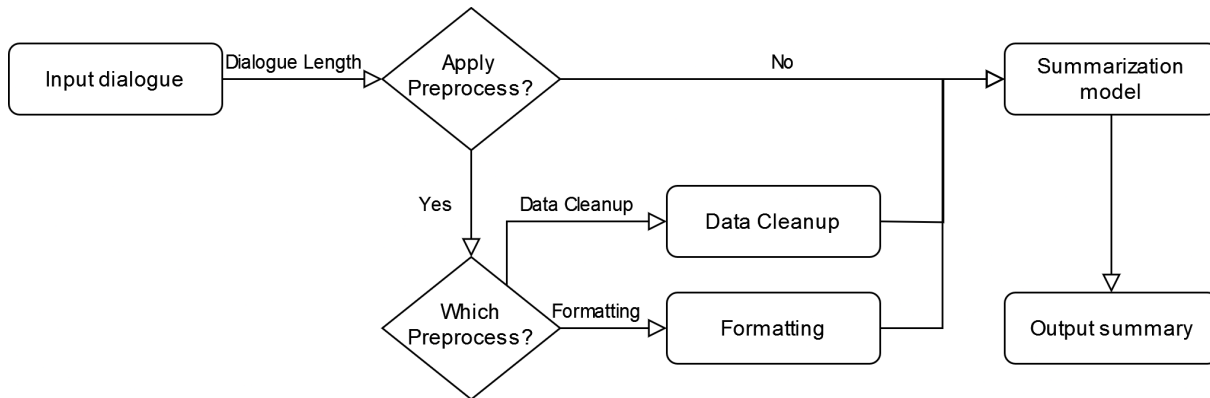 Input dialogue
Dialogue Length
Apply
Preprocess?
No
Summarization
model
Yes
Data Cleanup
Data Cleanup
Which
Preprocess?
Formatting
Formatting
Output summary